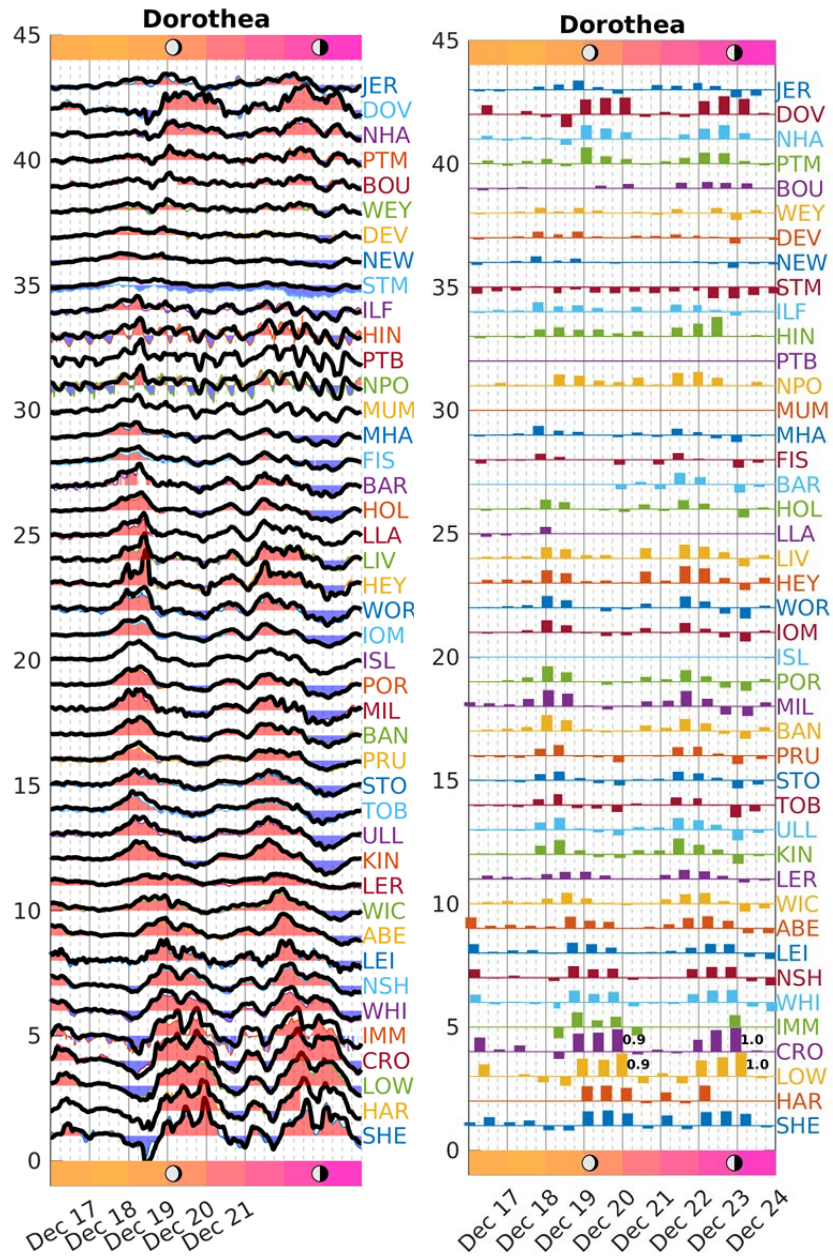 Dorothea
45
JER
DOV
NHA
40
PTM
BOU
WEY
DEV
NEW
35
STM
ILF
HIN
PTB
NPO
30
MUM
MHA
FIS
BAR
HOL
25
LLA
LIV
HEY
WOR
IOM
20
ISL
POR
MIL
BAN
PRU
15
STO
TOB
ULL
KIN
LER
10
WIC
ABE
LEI
NSH
WHI
5
IMM
CRO
LOW
HAR
SHE
0
Dec 17
Dec 18
Dec 19
Dec 20
Dec 21
Dorothea
45
JER
DOV
NHA
40
PTM
BOU
WEY
DEV
NEW
35
STM
ILF
HIN
PTB
NPO
30
MUM
MHA
FIS
BAR
HOL
25
LLA
LIV
HEY
WOR
IOM
20
ISL
POR
MIL
BAN
PRU
15
STO
TOB
ULL
KIN
LER
10
WIC
ABE
LEI
NSH
WHI
5
IMM
0.9 1.0
CRO
0.9 1.0
LOW
HAR
SHE
0
Dec 17
Dec 18
Dec 19
Dec 20
Dec 21
Dec 22
Dec 23
Dec 24